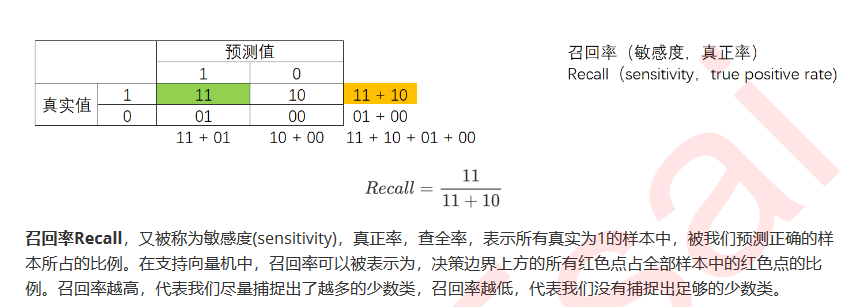 预测值
召回率（敏感度，真正率）
1 0
Recall（sensitivity，true positive rate)
真实值 1 11 10 11 + 10
0 01 00 01 + 00
11 + 01 10 + 00 11 + 10 + 01 + 00
Recall = 11 / 11 + 10
召回率Recall，又被称为敏感度(sensitivity)，真正率，查全率，表示所有真实为1的样本中，被我们预测正确的样
本所占的比例。在支持向量机中，召回率可以被表示为，决策边界上方的所有红色点占全部样本中的红色点的比
例。召回率越高，代表我们尽量捕捉出了越多的少数类，召回率越低，代表我们没有捕捉出足够的少数类。